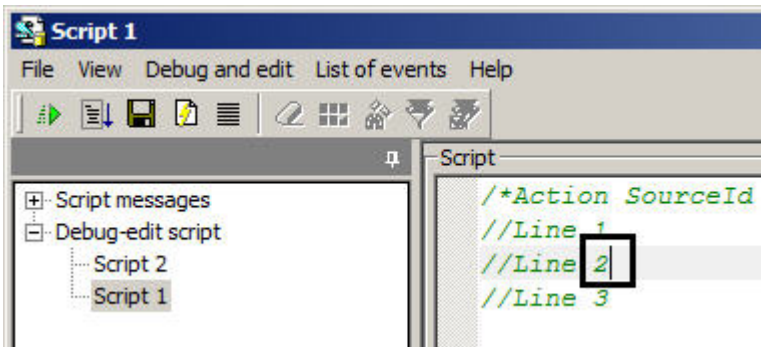 Script 1
File View Debug and edit List of events Help
Script
Script messages
Debug-edit script
Script 2
Script 1
/*Action SourceId
//Line 1
//Line 2
//Line 3